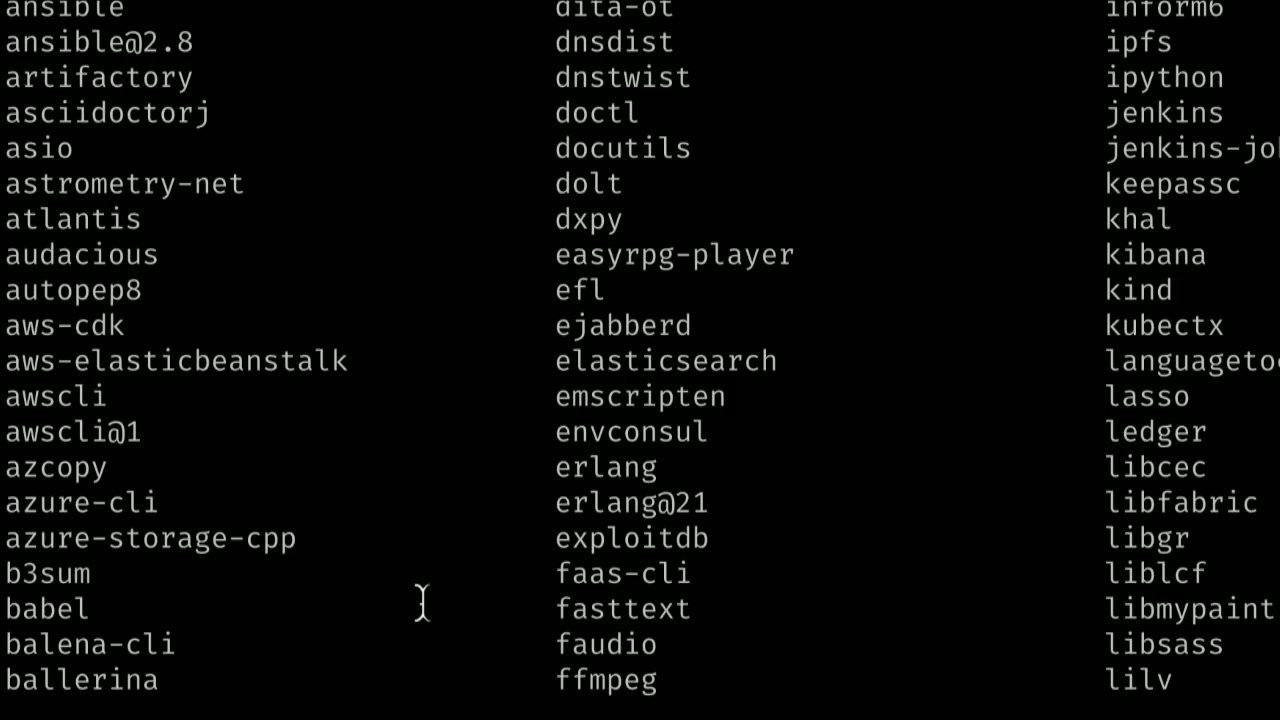 ansible dita-ot inform6
ansible@2.8 dnsdist ipfs
artifactory dnstwist ipython
asciidoctorj doctl jenkins
asio docutils jenkins-jo
astrometry-net dolt keepassc
atlantis dxpy khal
audacious easyrpg-player kibana
autopep8 efl kind
aws-cdk ejabberd kubectx
aws-elasticbeanstalk elasticsearch languageto
awscli emscripten lasso
awscli@1 envconsul ledger
azcopy erlang libcec
azure-cli erlang@21 libfabric
azure-storage-cpp exploitdb libgr
b3sum faas-cli liblcf
babel fasttext libmypaint
balena-cli faudio libsass
ballerina ffmpeg lilv